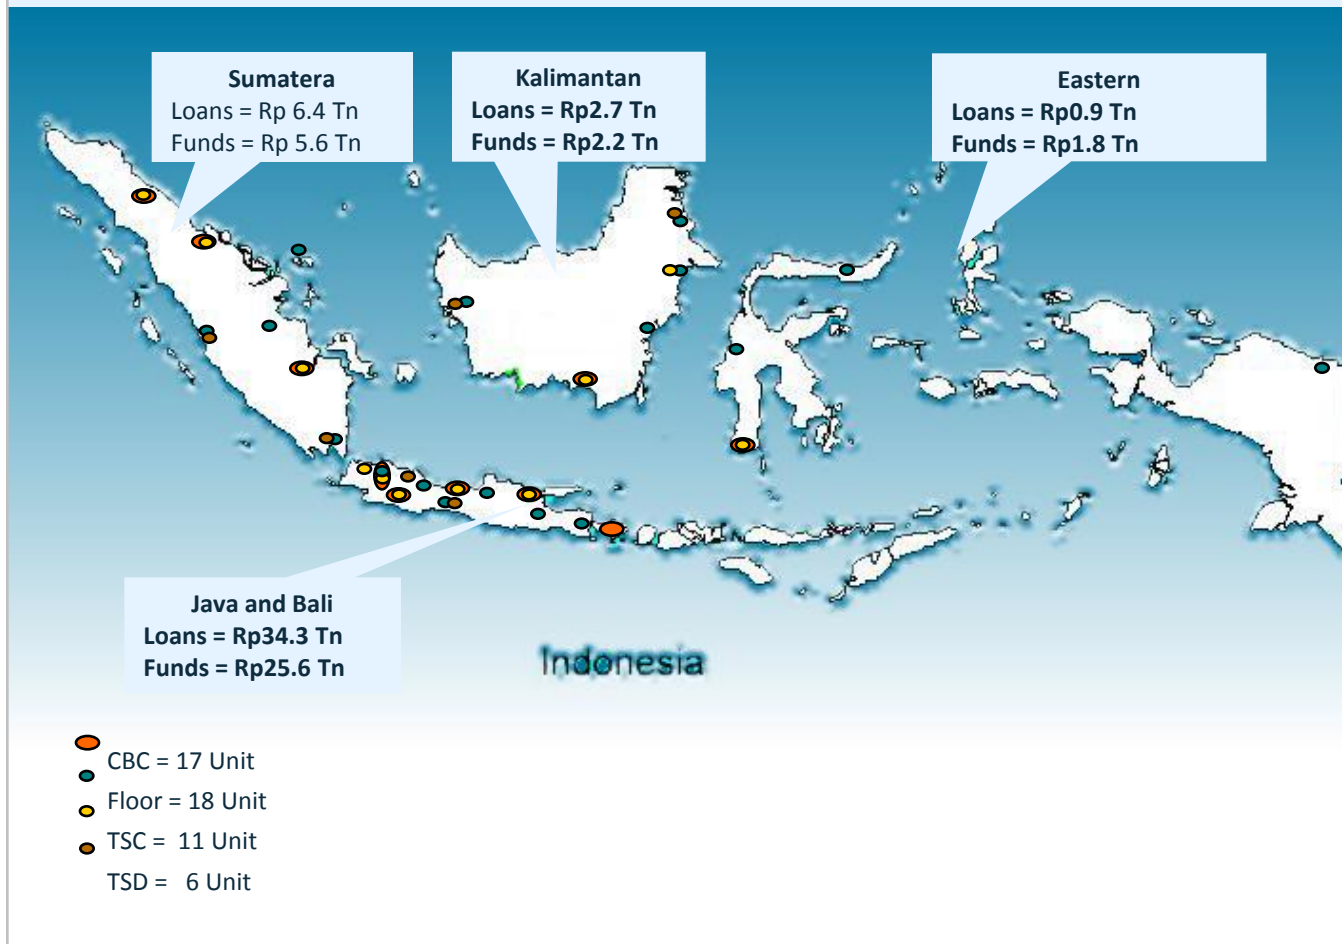 Sumatera
Loans = Rp 6.4 Tn
Funds = Rp 5.6 Tn
Kalimantan
Loans = Rp2.7 Tn
Funds = Rp2.2 Tn
Eastern
Loans = Rp0.9 Tn
Funds = Rp1.8 Tn
Java and Bali
Loans = Rp34.3 Tn
Funds = Rp25.6 Tn
Indonesia
CBC = 17 Unit
Floor = 18 Unit
TSC = 11 Unit
TSD = 6 Unit